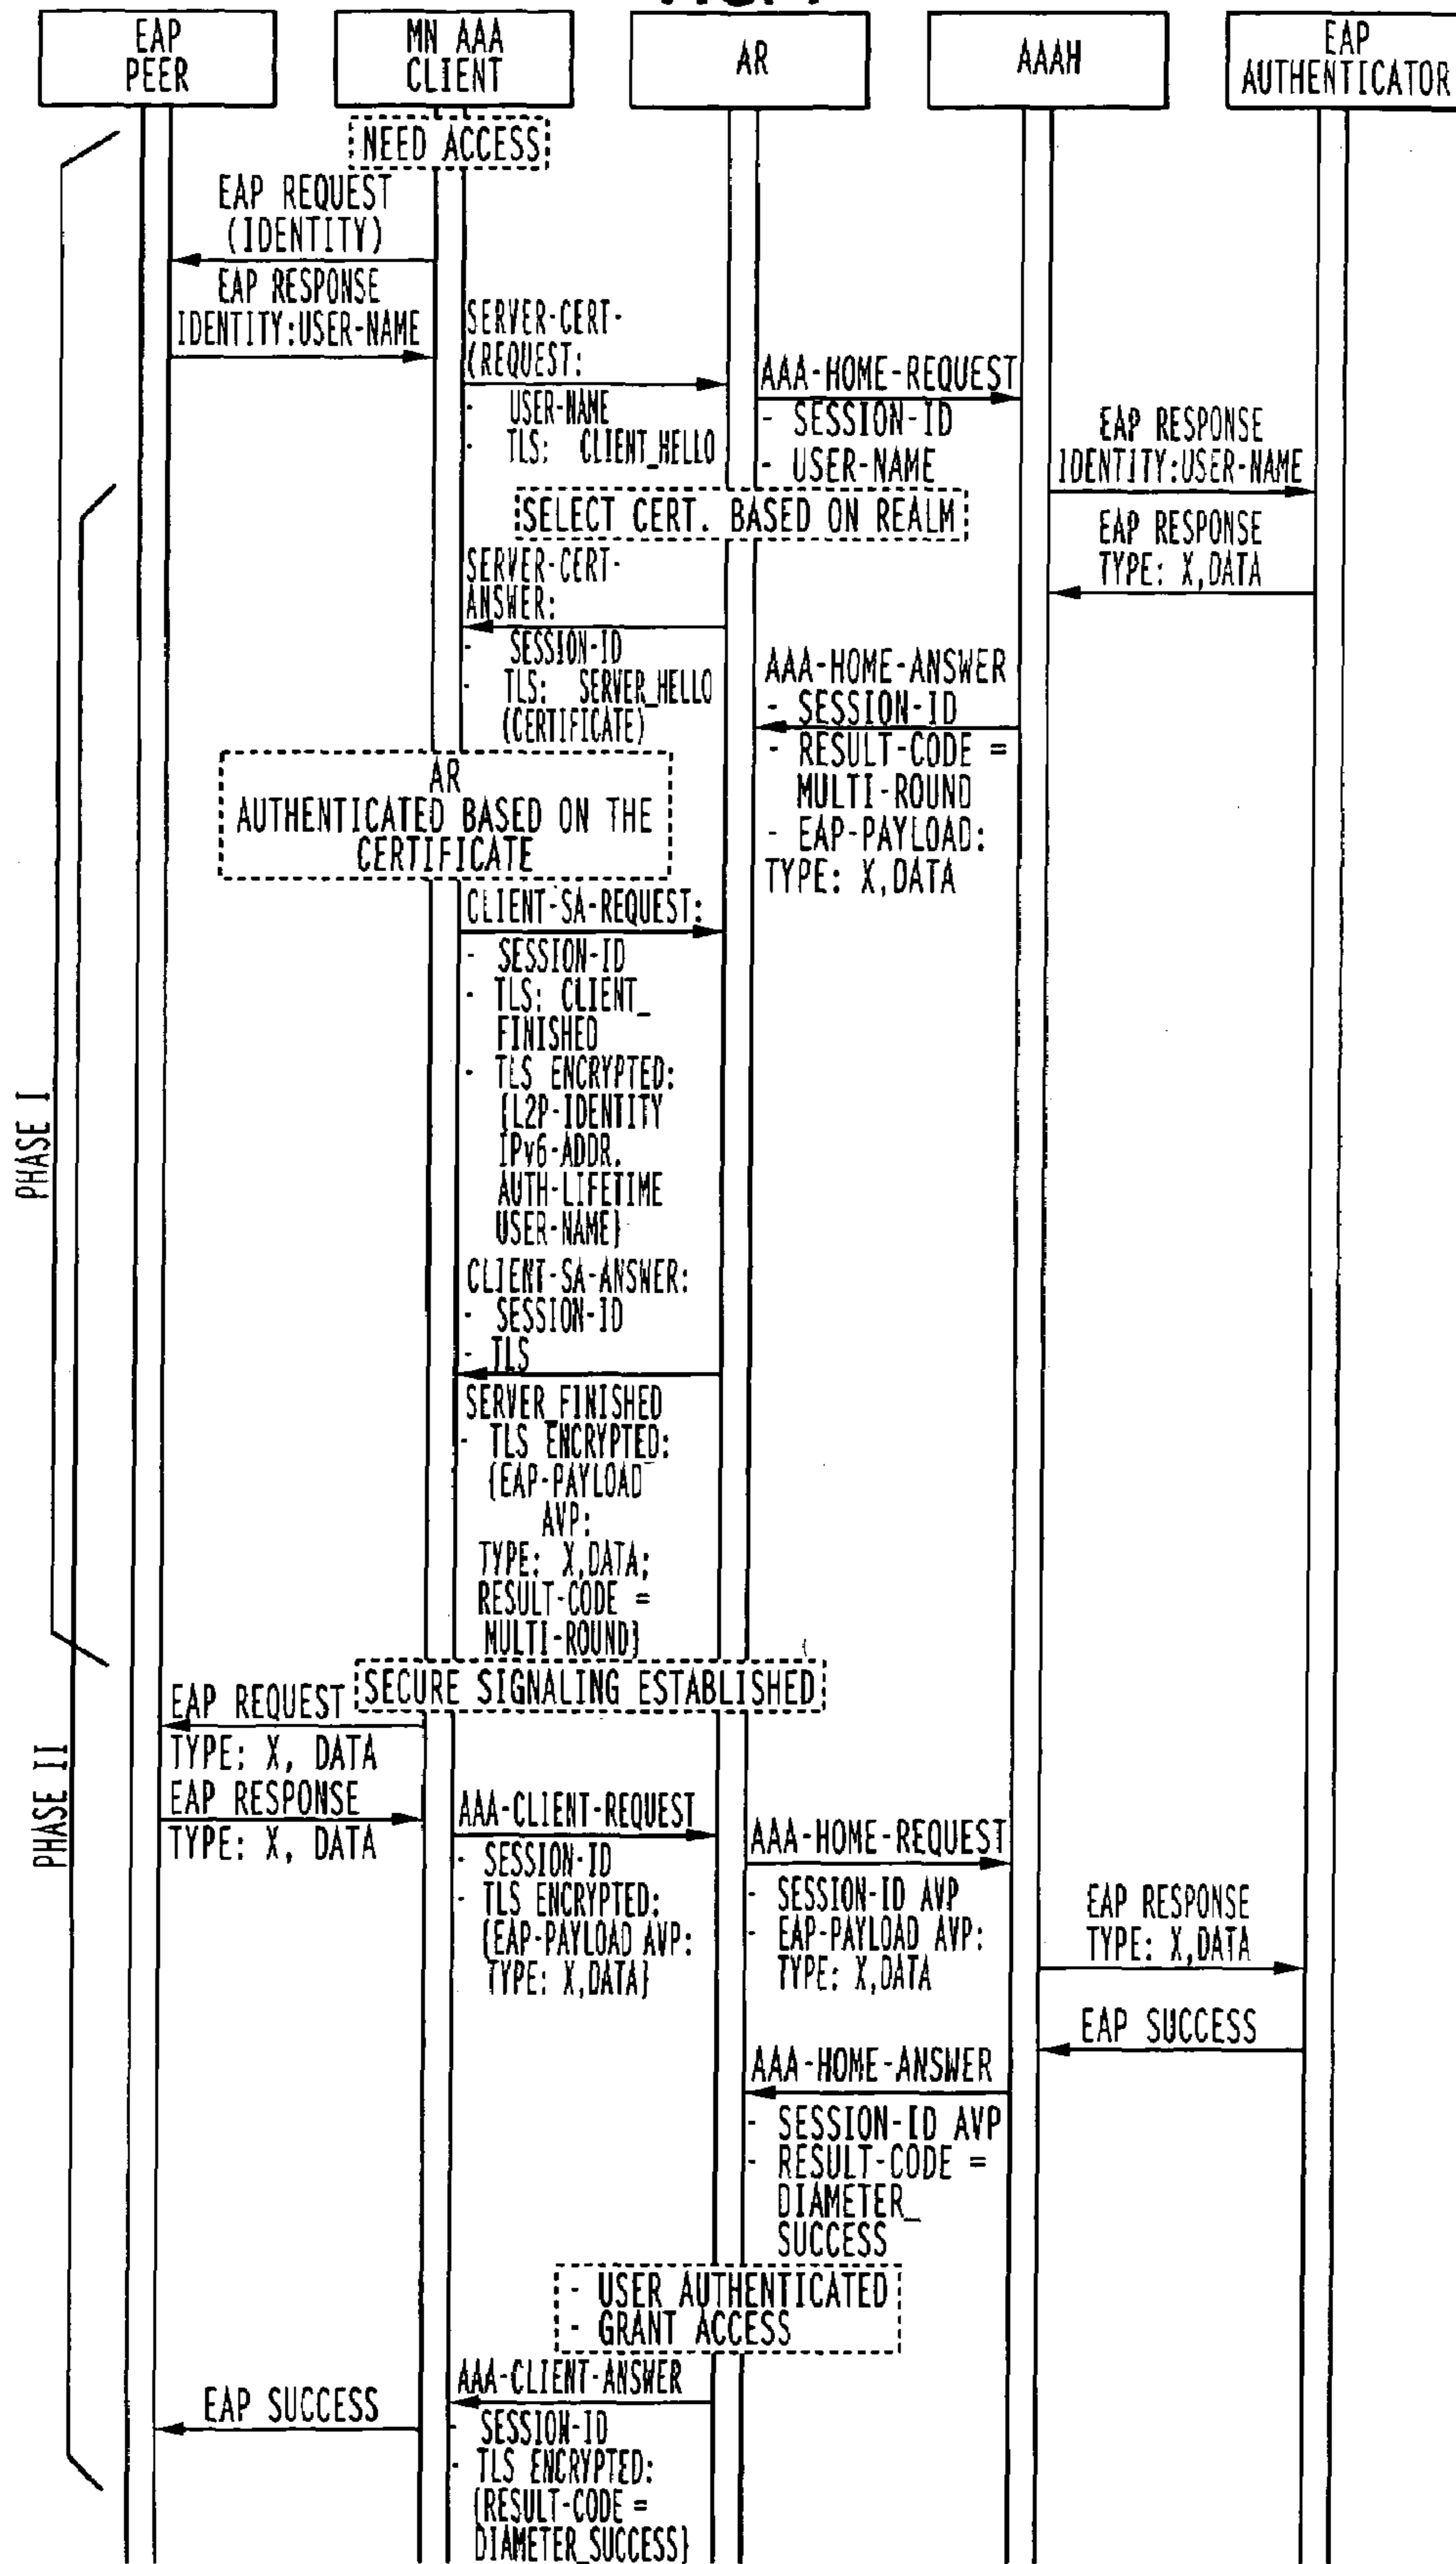 EAP
PEER
MN AAA
CLIENT
AR
AAAH
EAP
AUTHENTICATOR
NEED ACCESS
EAP REQUEST
(IDENTITY)
EAP RESPONSE
IDENTITY:USER-NAME
SERVER-CERT-
(REQUEST:
- USER-NAME
- TLS: CLIENT_HELLO
AAA-HOME-REQUEST
- SESSION-ID
- USER-NAME
EAP RESPONSE
IDENTITY:USER-NAME
SELECT CERT. BASED ON REALM
EAP RESPONSE
TYPE: X,DATA
SERVER-CERT-
ANSWER:
- SESSION-ID
- TLS: SERVER_HELLO
(CERTIFICATE)
AAA-HOME-ANSWER
- SESSION-ID
- RESULT-CODE =
MULTI-ROUND
- EAP-PAYLOAD:
TYPE: X,DATA
AR
AUTHENTICATED BASED ON THE
CERTIFICATE
CLIENT-SA-REQUEST:
- SESSION-ID
- TLS: CLIENT_
FINISHED
- TLS ENCRYPTED:
{L2P-IDENTITY
IPv6-ADDR.
AUTH-LIFETIME
USER-NAME}
PHASE I
CLIENT-SA-ANSWER:
- SESSION-ID
- TLS
SERVER_FINISHED
- TLS ENCRYPTED:
{EAP-PAYLOAD
AVP:
TYPE: X,DATA;
RESULT-CODE =
MULTI-ROUND}
SECURE SIGNALING ESTABLISHED
EAP REQUEST
TYPE: X, DATA
EAP RESPONSE
TYPE: X, DATA
PHASE II
AAA-CLIENT-REQUEST
- SESSION-ID
- TLS ENCRYPTED:
{EAP-PAYLOAD AVP:
TYPE: X,DATA}
AAA-HOME-REQUEST
- SESSION-ID AVP
- EAP-PAYLOAD AVP:
TYPE: X,DATA
EAP RESPONSE
TYPE: X,DATA
EAP SUCCESS
AAA-HOME-ANSWER
- SESSION-ID AVP
- RESULT-CODE =
DIAMETER_
SUCCESS
- USER AUTHENTICATED
- GRANT ACCESS
AAA-CLIENT-ANSWER
- SESSION-ID
- TLS ENCRYPTED:
{RESULT-CODE =
DIAMETER_SUCCESS}
EAP SUCCESS